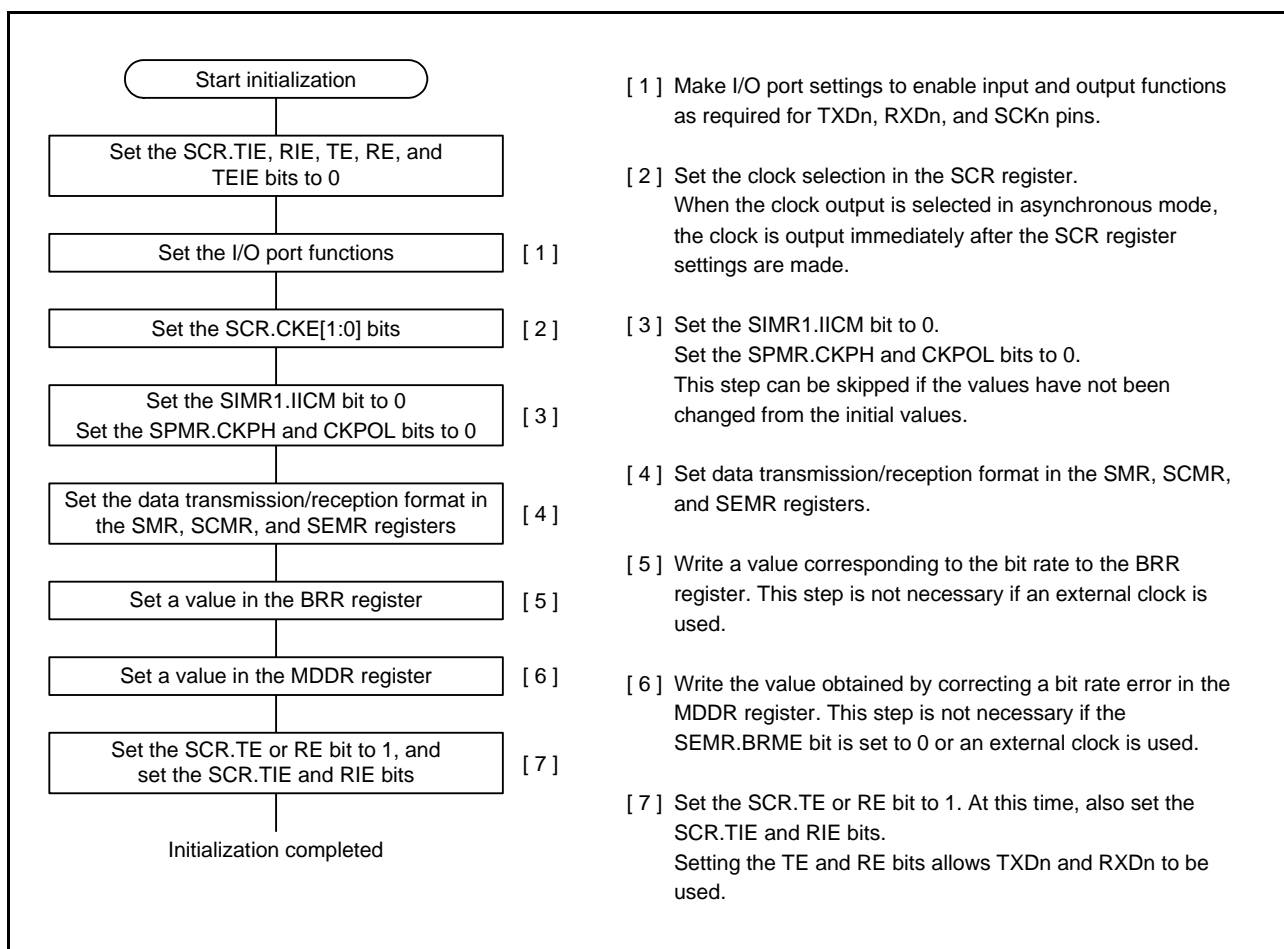 Start initialization
Set the SCR.TIE, RIE, TE, RE, and
TEIE bits to 0
Set the I/O port functions
[ 1 ]
Set the SCR.CKE[1:0] bits
[ 2 ]
Set the SIMR1.IICM bit to 0
Set the SPMR.CKPH and CKPOL bits to 0
[ 3 ]
Set the data transmission/reception format in
the SMR, SCMR, and SEMR registers
[ 4 ]
Set a value in the BRR register
[ 5 ]
Set a value in the MDDR register
[ 6 ]
Set the SCR.TE or RE bit to 1, and
set the SCR.TIE and RIE bits
[ 7 ]
Initialization completed
[ 1 ] Make I/O port settings to enable input and output functions
as required for TXDn, RXDn, and SCKn pins.
[ 2 ] Set the clock selection in the SCR register.
When the clock output is selected in asynchronous mode,
the clock is output immediately after the SCR register
settings are made.
[ 3 ] Set the SIMR1.IICM bit to 0.
Set the SPMR.CKPH and CKPOL bits to 0.
This step can be skipped if the values have not been
changed from the initial values.
[ 4 ] Set data transmission/reception format in the SMR, SCMR,
and SEMR registers.
[ 5 ] Write a value corresponding to the bit rate to the BRR
register. This step is not necessary if an external clock is
used.
[ 6 ] Write the value obtained by correcting a bit rate error in the
MDDR register. This step is not necessary if the
SEMR.BRME bit is set to 0 or an external clock is used.
[ 7 ] Set the SCR.TE or RE bit to 1. At this time, also set the
SCR.TIE and RIE bits.
Setting the TE and RE bits allows TXDn and RXDn to be
used.